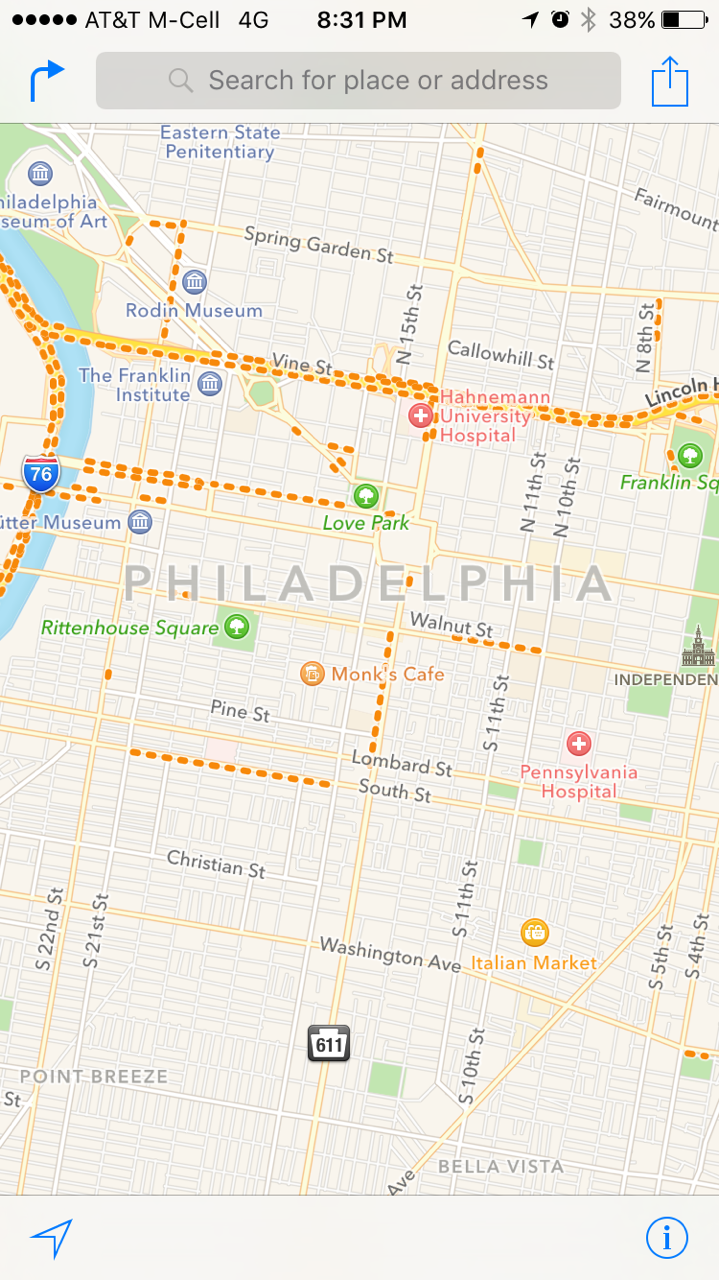 AT&T M-Cell 4G 8:31 PM 38%
Search for place or address
Eastern State
Penitentiary
Fairmount
hiladelphia
seum of Art
Spring Garden St
Rodin Museum
N 15th St
N 8th St
Vine St
Callowhill St
The Franklin
Institute
Lincoln H
Hahnemann
University
Hospital
76
N 11th St
N 10th St
Franklin Sq
Love Park
ütter Museum
PHILADELPHIA
Rittenhouse Square
Walnut St
Monk's Cafe
INDEPENDEN
Pine St
S 11th St
Lombard St
Pennsylvania
Hospital
South St
Christian St
S 22nd St
S 21st St
S 11th St
Washington Ave
Italian Market
S 5th St
S 4th St
611
S 10th St
POINT BREEZE
St
BELLA VISTA
Ave